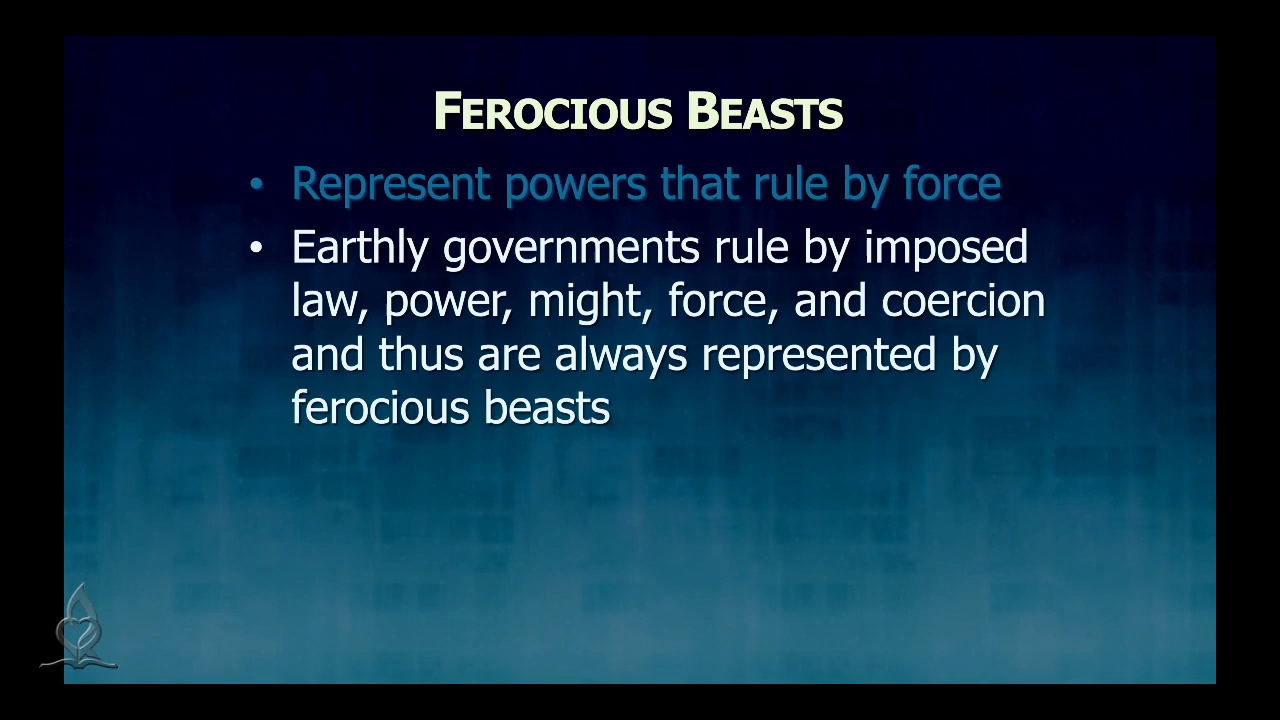 FEROCIOUS BEASTS
• Represent powers that rule by force
• Earthly governments rule by imposed
law, power, might, force, and coercion
and thus are always represented by
ferocious beasts